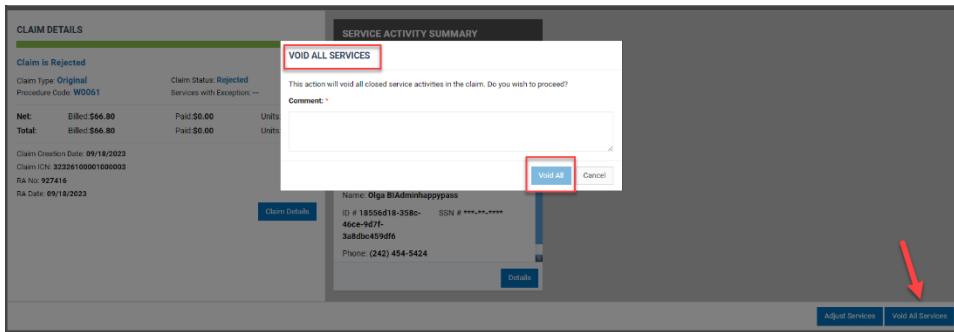 CLAIM DETAILS
Claim is Rejected
Claim Type: Original Claim Status: Rejected
Procedure Code: W0061 Services with Exception: --
Net: Billed:$66.80 Paid:$0.00 Units:
Total: Billed:$66.80 Paid:$0.00 Units:
Claim Creation Date: 09/18/2023
Claim ICN: 32326100001000003
RA No: 927416
RA Date: 09/18/2023
Claim Details
SERVICE ACTIVITY SUMMARY
VOID ALL SERVICES
This action will void all closed service activities in the claim. Do you wish to proceed?
Comment: *
Void All Cancel
Name: Olga BIAdminhappypass
ID # 18556d18-358c- SSN # ***-**-****
46ce-9d7f-
3a8dbc459df6
Phone: (242) 454-5424
Details
Adjust Services Void All Services